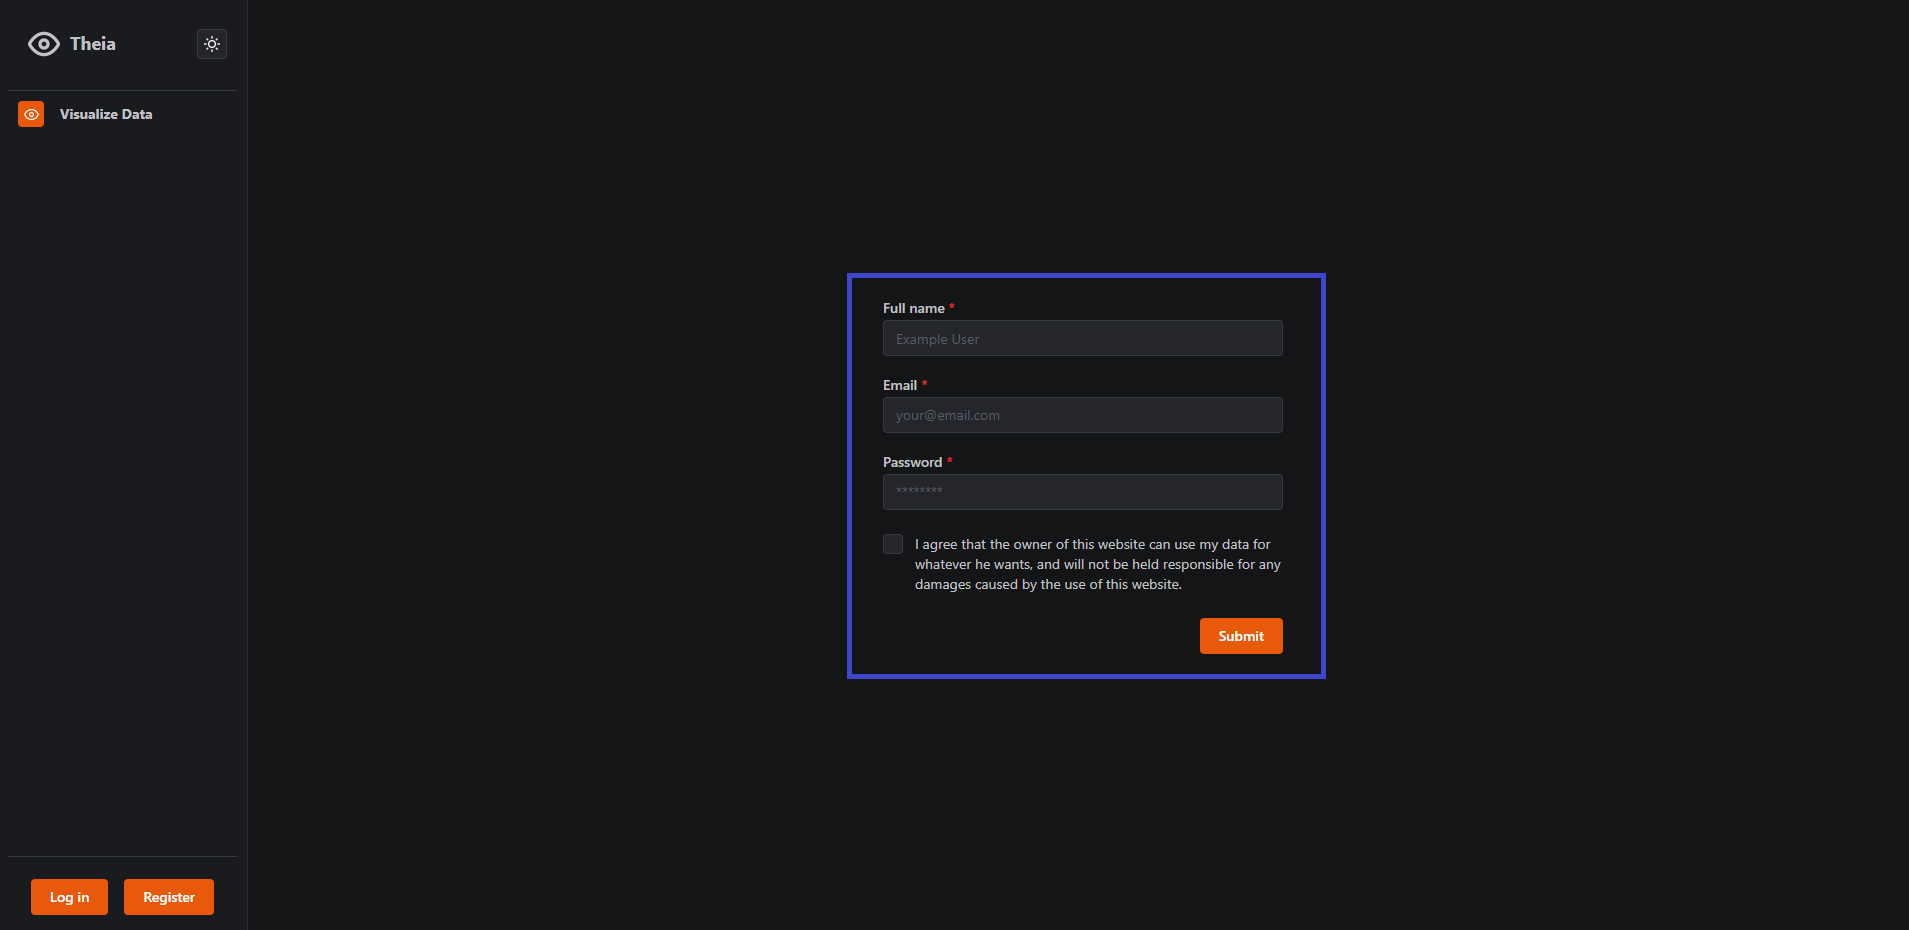 Theia
Visualize Data
Full name *
Example User
Email *
your@email.com
Password *
********
I agree that the owner of this website can use my data for
whatever he wants, and will not be held responsible for any
damages caused by the use of this website.
Submit
Log in
Register